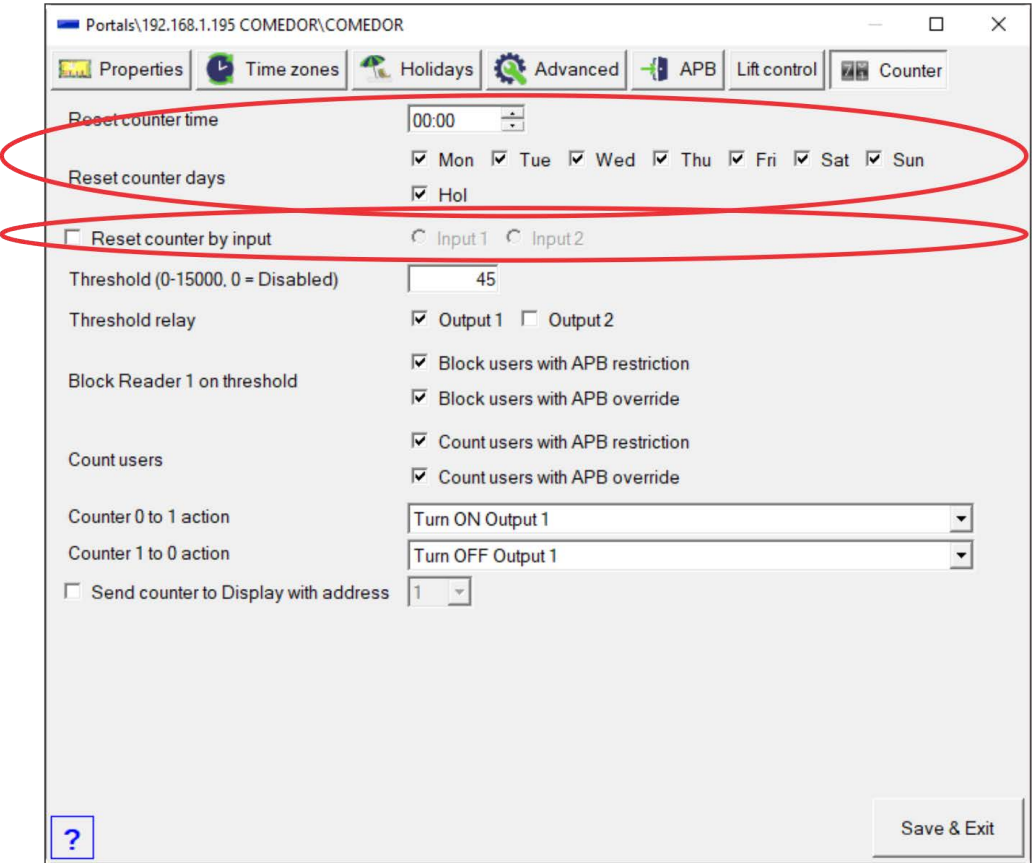 Portals\192.168.1.195 COMEDOR\COMEDOR
Properties Time zones Holidays Advanced APB Lift control Counter
Reset counter time 00:00
Reset counter days Mon Tue Wed Thu Fri Sat Sun
Hol
Reset counter by input Input 1 Input 2
Threshold (0-15000, 0 = Disabled) 45
Threshold relay Output 1 Output 2
Block Reader 1 on threshold Block users with APB restriction
Block users with APB override
Count users Count users with APB restriction
Count users with APB override
Counter 0 to 1 action Turn ON Output 1
Counter 1 to 0 action Turn OFF Output 1
Send counter to Display with address 1
? Save & Exit